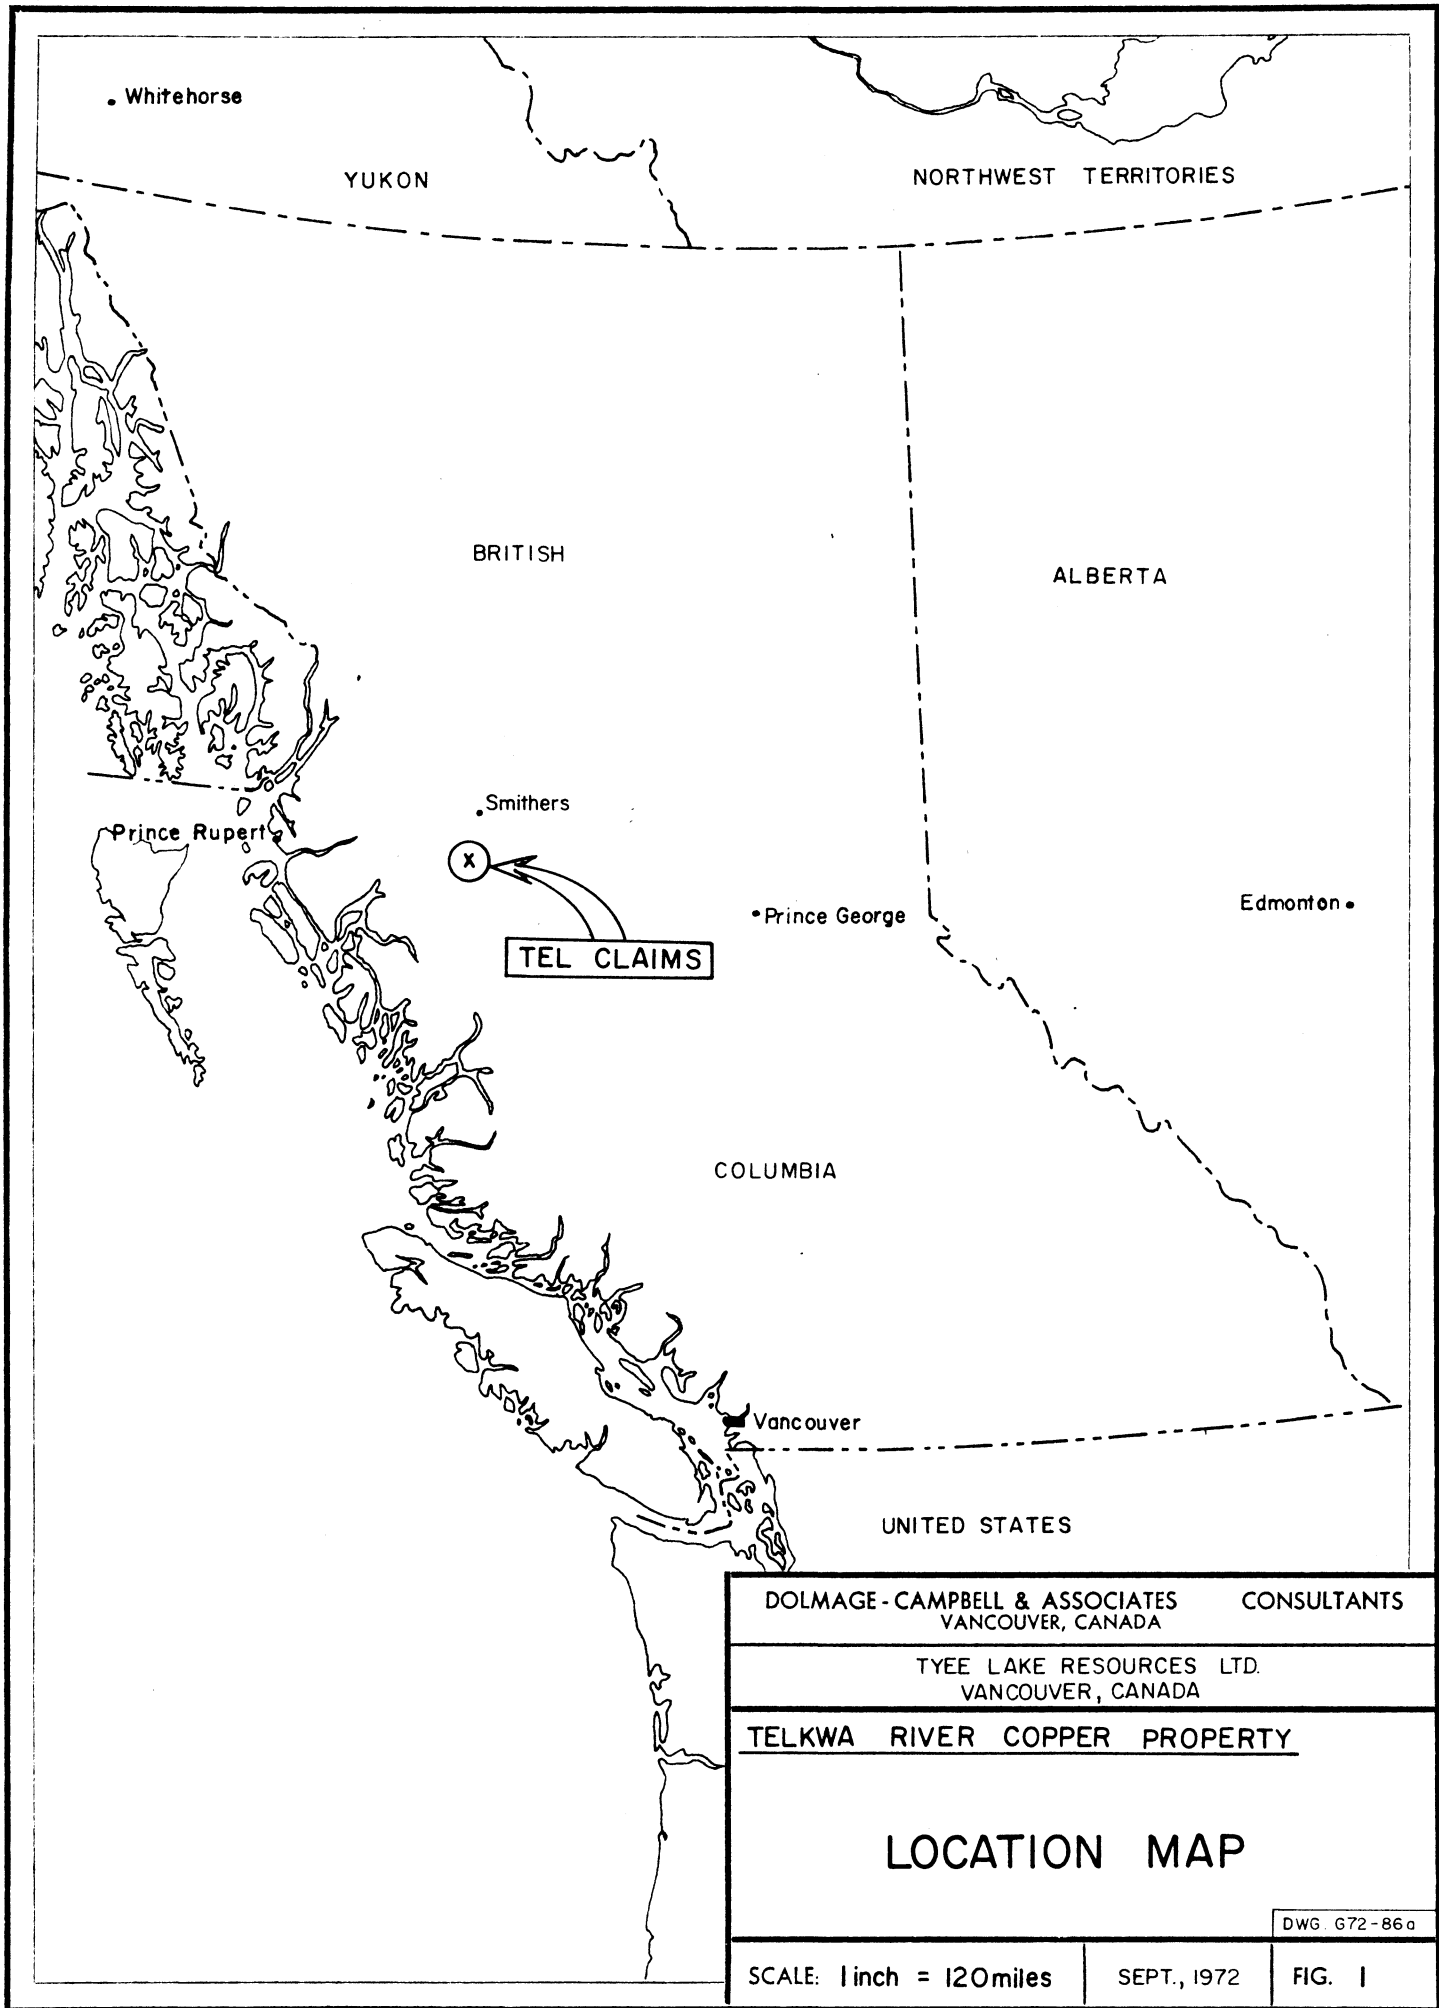 Whitehorse
YUKON
NORTHWEST TERRITORIES
BRITISH
ALBERTA
Smithers
Prince Rupert
X
Prince George
Edmonton
TEL CLAIMS
COLUMBIA
Vancouver
UNITED STATES
DOLMAGE-CAMPBELL & ASSOCIATES CONSULTANTS
VANCOUVER, CANADA
TYEE LAKE RESOURCES LTD.
VANCOUVER, CANADA
TELKWA RIVER COPPER PROPERTY
LOCATION MAP
DWG. G72-86a
SCALE: 1 inch = 120 miles
SEPT., 1972
FIG. 1